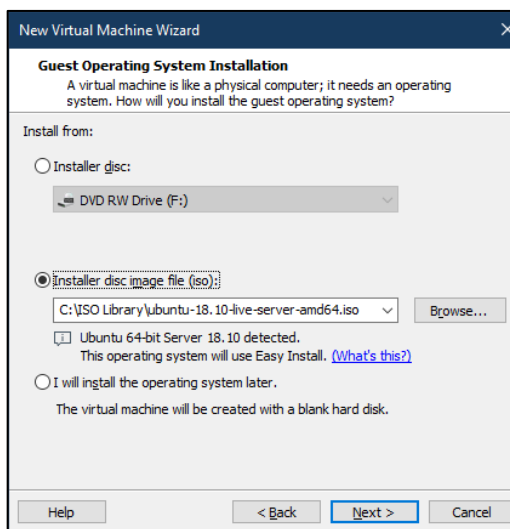 New Virtual Machine Wizard
Guest Operating System Installation
A virtual machine is like a physical computer; it needs an operating
system. How will you install the guest operating system?
Install from:
Installer disc:
DVD RW Drive (F:)
Installer disc image file (iso):
C:\ISO Library\ubuntu-18.10-live-server-amd64.iso
Browse...
Ubuntu 64-bit Server 18.10 detected.
This operating system will use Easy Install. (What's this?)
I will install the operating system later.
The virtual machine will be created with a blank hard disk.
Help < Back Next > Cancel